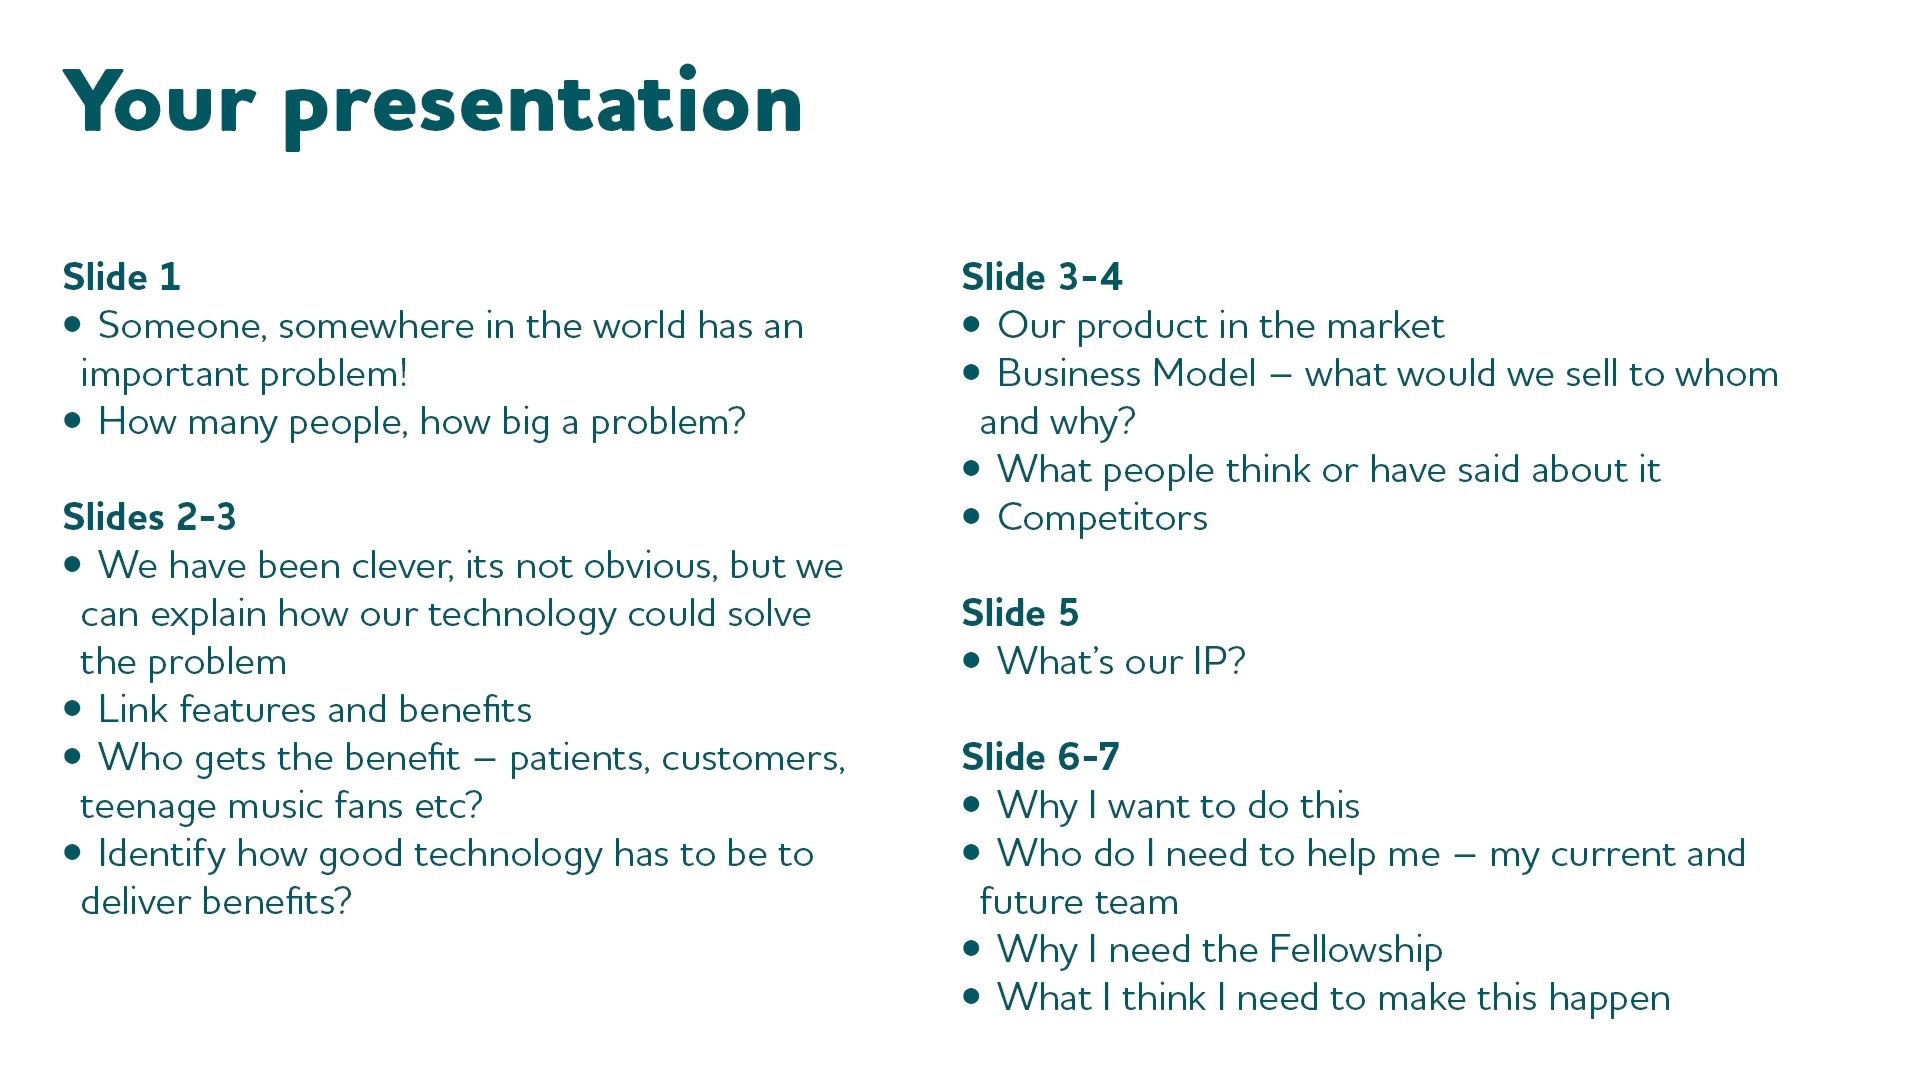 Your presentation
Slide 1
• Someone, somewhere in the world has an
important problem!
• How many people, how big a problem?
Slides 2-3
• We have been clever, its not obvious, but we
can explain how our technology could solve
the problem
• Link features and benefits
• Who gets the benefit – patients, customers,
teenage music fans etc?
• Identify how good technology has to be to
deliver benefits?
Slide 3-4
• Our product in the market
• Business Model – what would we sell to whom
and why?
• What people think or have said about it
• Competitors
Slide 5
• What’s our IP?
Slide 6-7
• Why I want to do this
• Who do I need to help me – my current and
future team
• Why I need the Fellowship
• What I think I need to make this happen